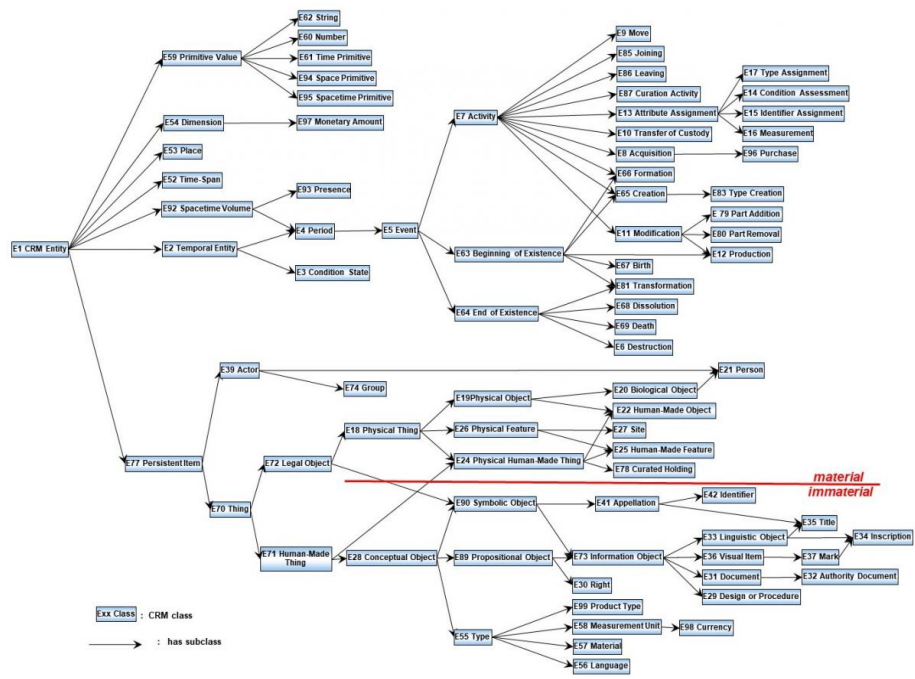 E62 String
E60 Number
E59 Primitive Value
E61 Time Primitive
E94 Space Primitive
E95 Spacetime Primitive
E54 Dimension
E97 Monetary Amount
E53 Place
E52 Time-Span
E93 Presence
E92 Spacetime Volume
E4 Period
E5 Event
E1 CRM Entity
E2 Temporal Entity
E3 Condition State
E9 Move
E85 Joining
E86 Leaving
E17 Type Assignment
E87 Curation Activity
E14 Condition Assessment
E7 Activity
E13 Attribute Assignment
E15 Identifier Assignment
E10 Transfer of Custody
E16 Measurement
E8 Acquisition
E96 Purchase
E66 Formation
E65 Creation
E83 Type Creation
E 79 Part Addition
E11 Modification
E80 Part Removal
E63 Beginning of Existence
E12 Production
E67 Birth
E81 Transformation
E64 End of Existence
E68 Dissolution
E69 Death
E6 Destruction
E39 Actor
E21 Person
E74 Group
E20 Biological Object
E19Physical Object
E22 Human-Made Object
E18 Physical Thing
E26 Physical Feature
E27 Site
E25 Human-Made Feature
E77 Persistent Item
E72 Legal Object
E24 Physical Human-Made Thing
E78 Curated Holding
material
immaterial
E70 Thing
E90 Symbolic Object
E41 Appellation
E42 Identifier
E35 Title
E33 Linguistic Object
E34 Inscription
E71 Human-Made
Thing
E28 Conceptual Object
E89 Propositional Object
E73 Information Object
E36 Visual Item
E37 Mark
E31 Document
E32 Authority Document
E30 Right
E29 Design or Procedure
E99 Product Type
E55 Type
E58 Measurement Unit
E98 Currency
E57 Material
E56 Language
Exx Class : CRM class
: has subclass